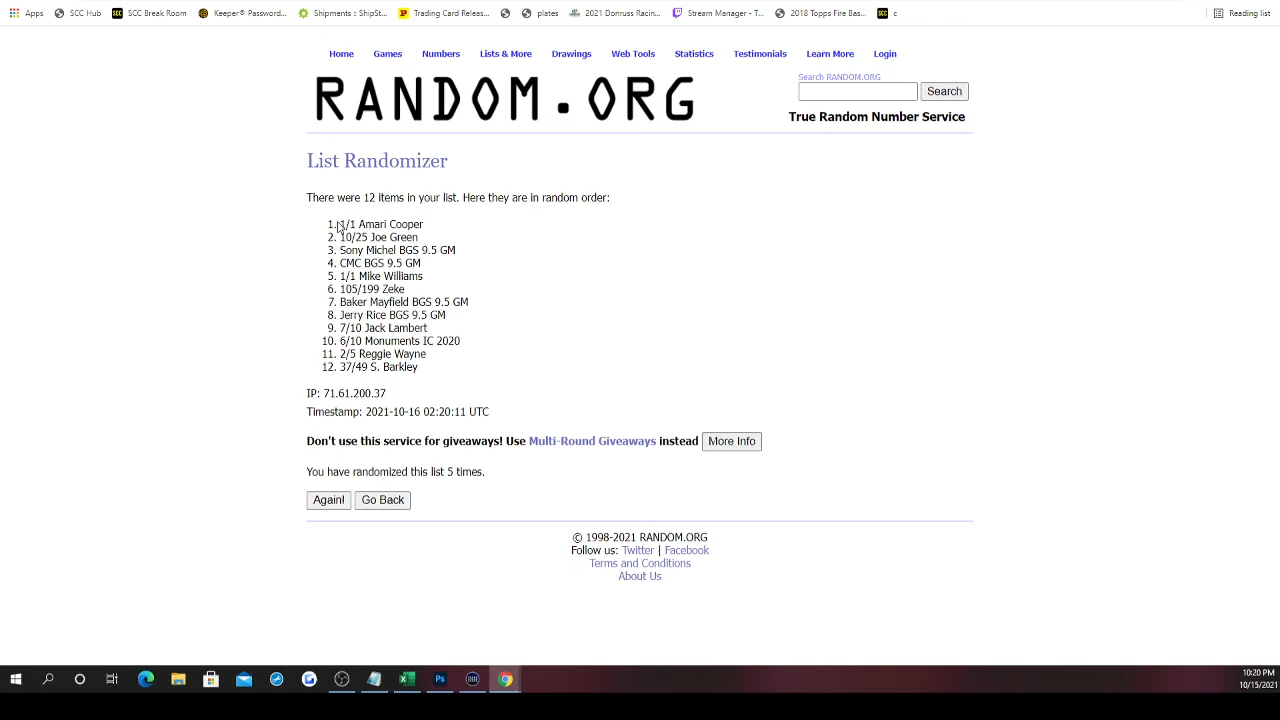 Apps SCC Hub SCC Break Room Keeper® Password... Shipments :: ShipSt... Trading Card Releas... plates 2021 Donruss Racin... Stream Manager - T... 2018 Topps Fire Bas... c Reading list
Home Games Numbers Lists & More Drawings Web Tools Statistics Testimonials Learn More Login
RANDOM.ORG
Search RANDOM.ORG
Search
True Random Number Service
List Randomizer
There were 12 items in your list. Here they are in random order:
1. 1/1 Amari Cooper
2. 10/25 Joe Green
3. Sony Michel BGS 9.5 GM
4. CMC BGS 9.5 GM
5. 1/1 Mike Williams
6. 105/199 Zeke
7. Baker Mayfield BGS 9.5 GM
8. Jerry Rice BGS 9.5 GM
9. 7/10 Jack Lambert
10. 6/10 Monuments IC 2020
11. 2/5 Reggie Wayne
12. 37/49 S. Barkley
IP: 71.61.200.37
Timestamp: 2021-10-16 02:20:11 UTC
Don't use this service for giveaways! Use Multi-Round Giveaways instead More Info
You have randomized this list 5 times.
Again! Go Back
© 1998-2021 RANDOM.ORG
Follow us: Twitter | Facebook
Terms and Conditions
About Us
10:20 PM
10/15/2021